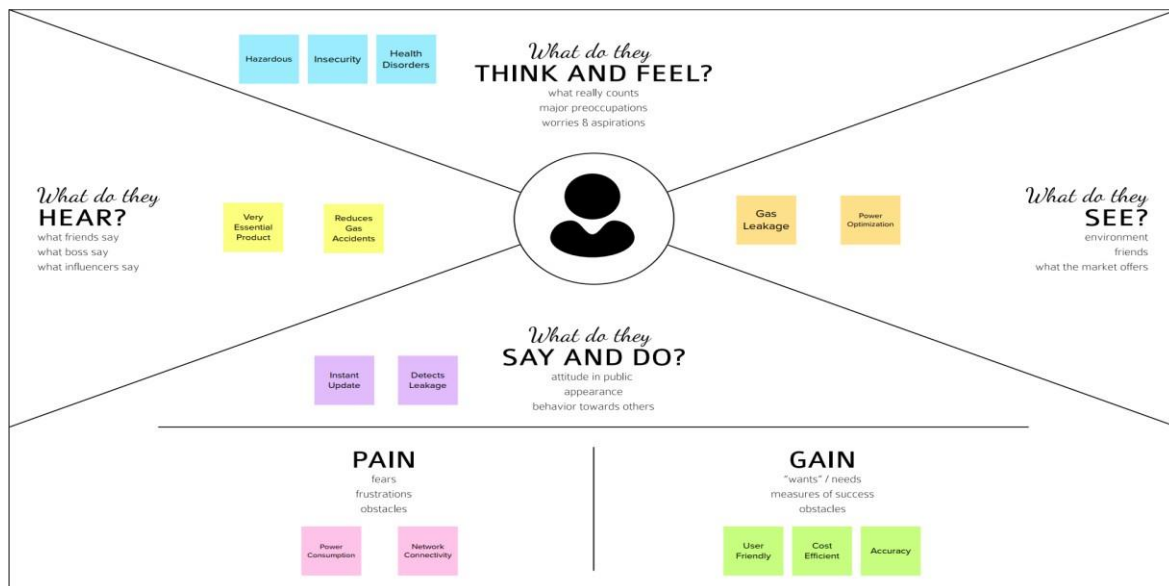 Hazardous
Insecurity
Health
Disorders
What do they
THINK AND FEEL?
what really counts
major preoccupations
worries & aspirations
What do they
HEAR?
what friends say
what boss say
what influencers say
Very
Essential
Product
Reduces
Gas
Accidents
Gas
Leakage
Power
Optimization
What do they
SEE?
environment
friends
what the market offers
What do they
SAY AND DO?
attitude in public
appearance
behavior towards others
Instant
Update
Detects
Leakage
PAIN
fears
frustrations
obstacles
Power
Consumption
Network
Connectivity
GAIN
"wants" / needs
measures of success
obstacles
User
Friendly
Cost
Efficient
Accuracy